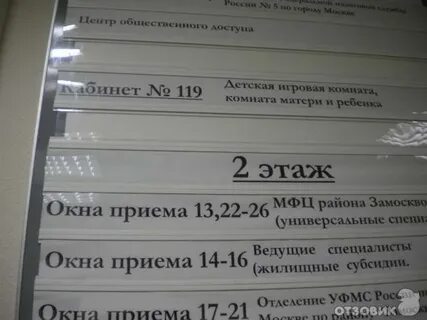 России № 5 по городу Москве
Центр общественного доступа
Кабинет № 119 Детская игровая комната,
комната матери и ребенка
2 этаж
Окна приема 13,22-26 МФЦ района Замоскво
(универсальные специа
Окна приема 14-16 Ведущие специалисты
(жилищные субсидии.
Окна приема 17-21 Отделение УФМС Росси
Москве по району
ОТЗОВИК